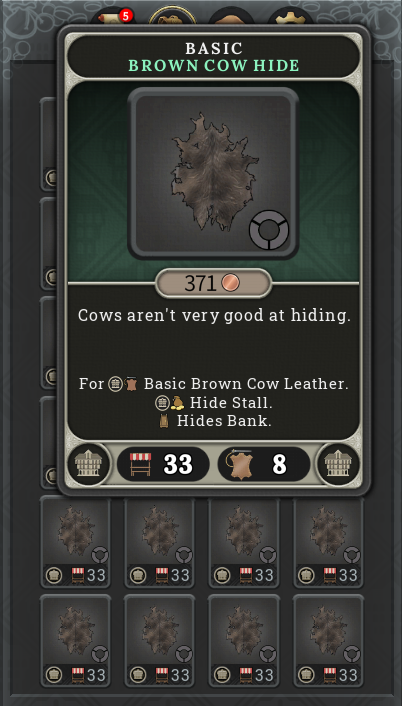 5
BASIC
BROWN COW HIDE
371
Cows aren't very good at hiding.
For Basic Brown Cow Leather.
Hide Stall.
Hides Bank.
33 8
33 33 33 33
33 33 33 33